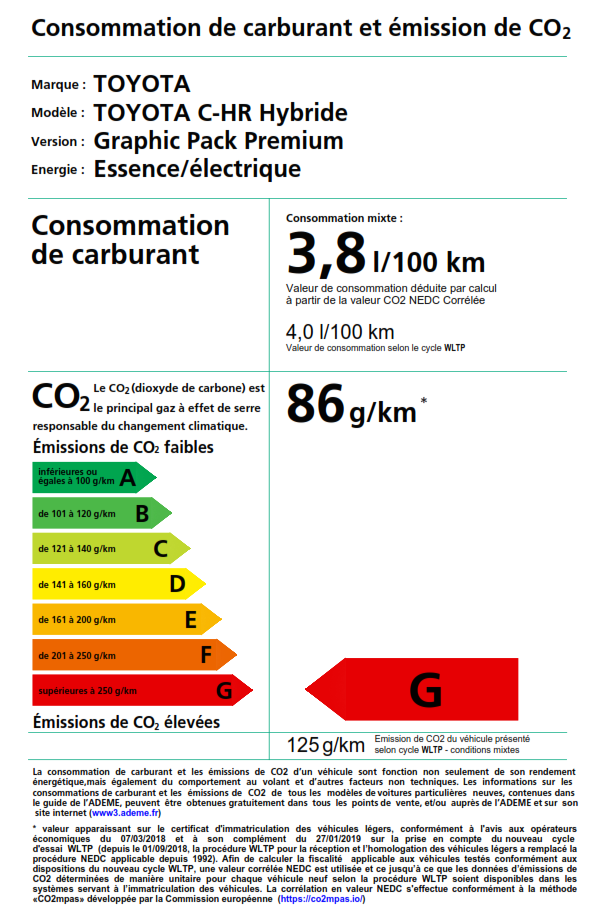 Consommation de carburant et émission de CO2
Marque : TOYOTA
Modèle : TOYOTA C-HR Hybride
Version : Graphic Pack Premium
Energie : Essence/électrique
Consommation
de carburant
Consommation mixte :
3,8 l/100 km
Valeur de consommation déduite par calcul
à partir de la valeur CO2 NEDC Corrélée
4,0 l/100 km
Valeur de consommation selon le cycle WLTP
CO2 Le CO2 (dioxyde de carbone) est
le principal gaz à effet de serre
responsable du changement climatique.
86 g/km*
Émissions de CO2 faibles
inférieures ou
égales à 100 g/km A
de 101 à 120 g/km B
de 121 à 140 g/km C
de 141 à 160 g/km D
de 161 à 200 g/km E
de 201 à 250 g/km F
supérieures à 250 g/km G
G
Émissions de CO2 élevées
125 g/km
Emission de CO2 du véhicule présenté
selon cycle WLTP - conditions mixtes
La consommation de carburant et les émissions de CO2 d'un véhicule sont fonction non seulement de son rendement
énergétique,mais également du comportement au volant et d'autres facteurs non techniques. Les informations sur les
consommations de carburant et les émissions de CO2 de tous les modèles de voitures particulières neuves, contenues dans
le guide de l'ADEME, peuvent être obtenues gratuitement dans tous les points de vente, et/ou auprès de l'ADEME et sur son
site internet (www3.ademe.fr)
* valeur apparaissant sur le certificat d'immatriculation des véhicules légers, conformément à l'avis aux opérateurs
économiques du 07/03/2018 et à son complément du 27/01/2019 sur la prise en compte du nouveau cycle
d'essai WLTP (depuis le 01/09/2018, la procédure WLTP pour la réception et l'homologation des véhicules légers a remplacé la
procédure NEDC applicable depuis 1992). Afin de calculer la fiscalité applicable aux véhicules testés conformément aux
dispositions du nouveau cycle WLTP, une valeur corrélée NEDC est utilisée et ce jusqu'à ce que les données d'émissions de
CO2 déterminées de manière unitaire pour chaque véhicule neuf selon la procédure WLTP soient disponibles dans les
systèmes servant à l'immatriculation des véhicules. La corrélation en valeur NEDC s'effectue conformément à la méthode
«CO2mpas» développée par la Commission européenne (https://co2mpas.io/)